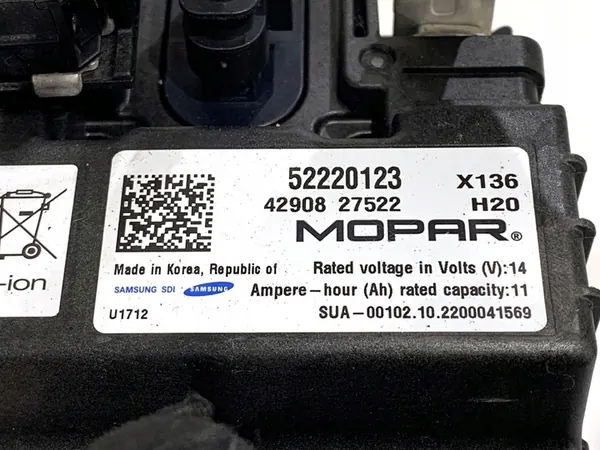 52220123 X136
42908 27522 H20
MOPAR®
Made in Korea, Republic of Rated voltage in Volts (V):14
SAMSUNG SDI SAMSUNG Ampere-hour (Ah) rated capacity:11
U1712 SUA-00102.10.2200041569
-ion